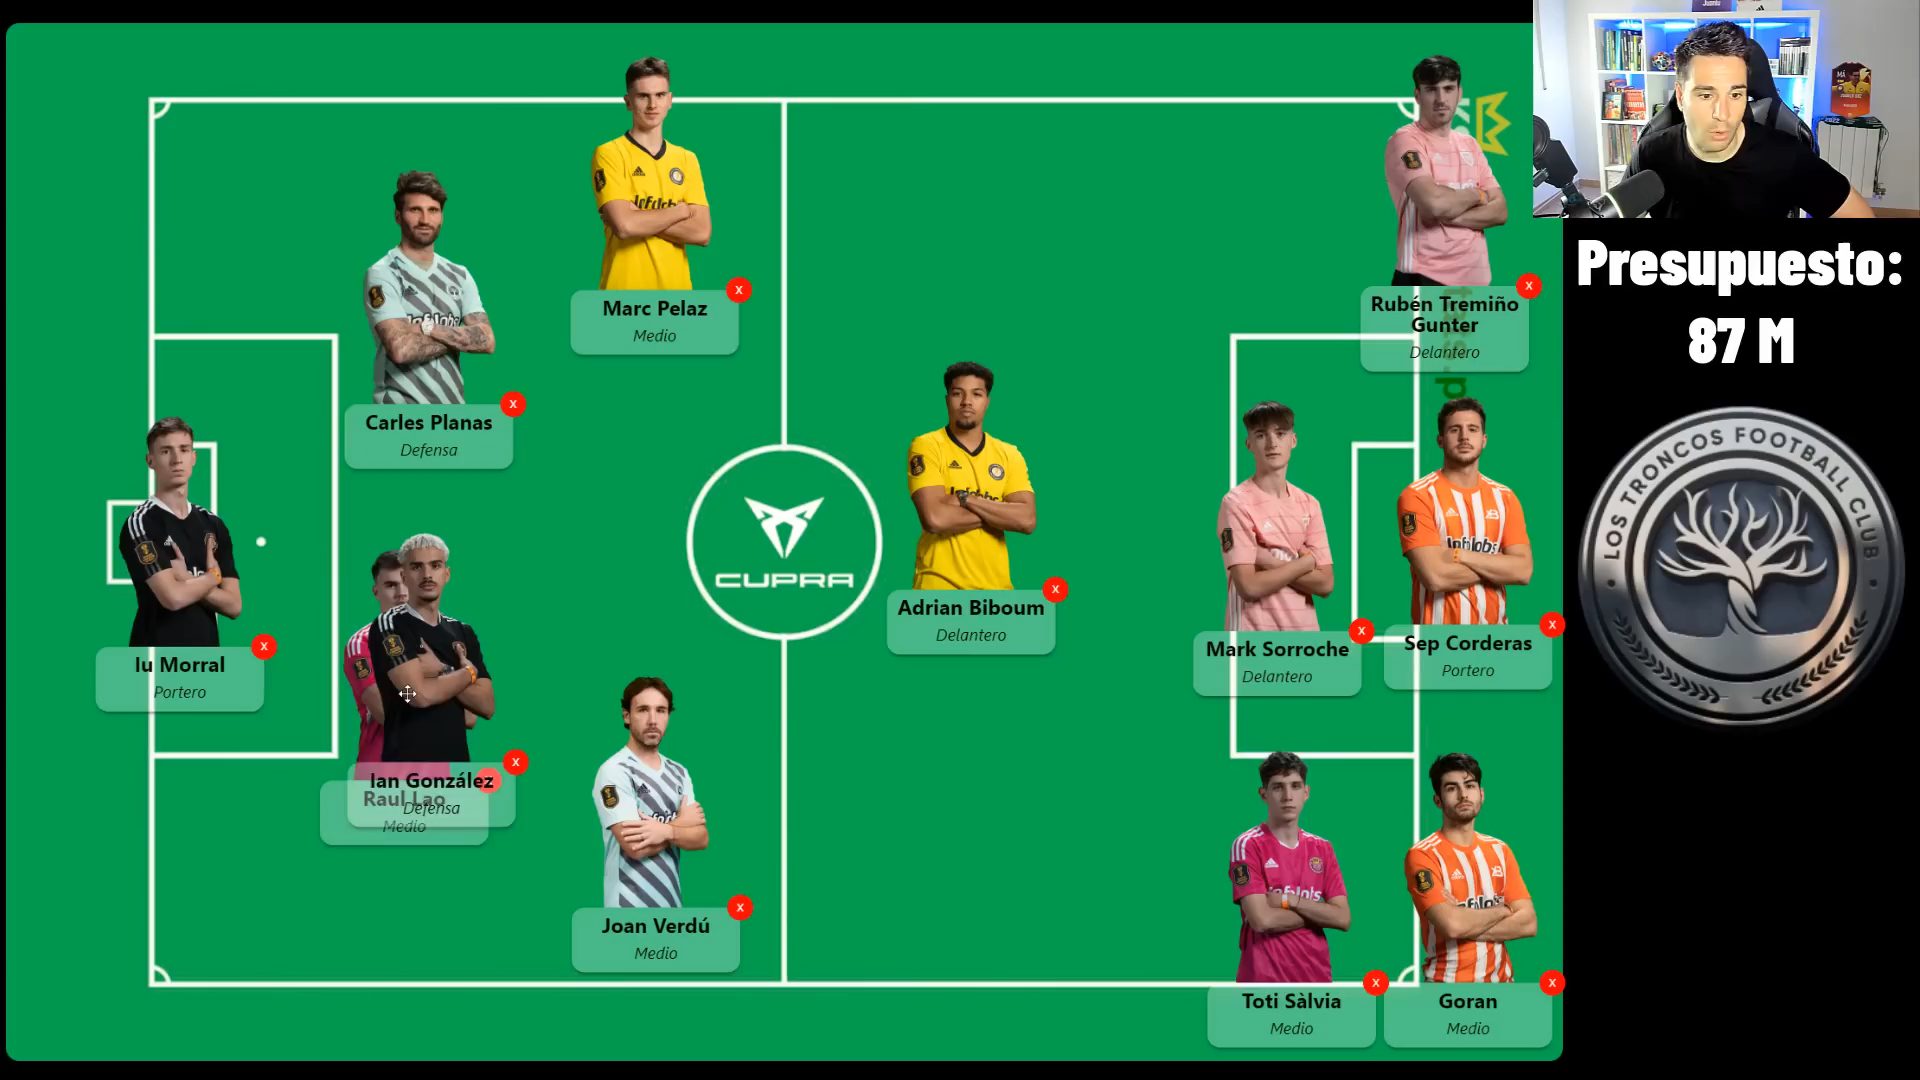 Marc Pelaz
Medio
Rubén Tremiño
Gunter
Delantero
Presupuesto:
87 M
Carles Planas
Defensa
Iu Morral
Portero
CUPRA
Adrian Biboum
Delantero
Mark Sorroche
Delantero
Sep Corderas
Portero
LOS TRONCOS FOOTBALL CLUB
Ian González
Defensa
Raul Lao
Medio
Joan Verdú
Medio
Toti Sàlvia
Medio
Goran
Medio
x
x
x
x
x
x
x
x
x
x
x